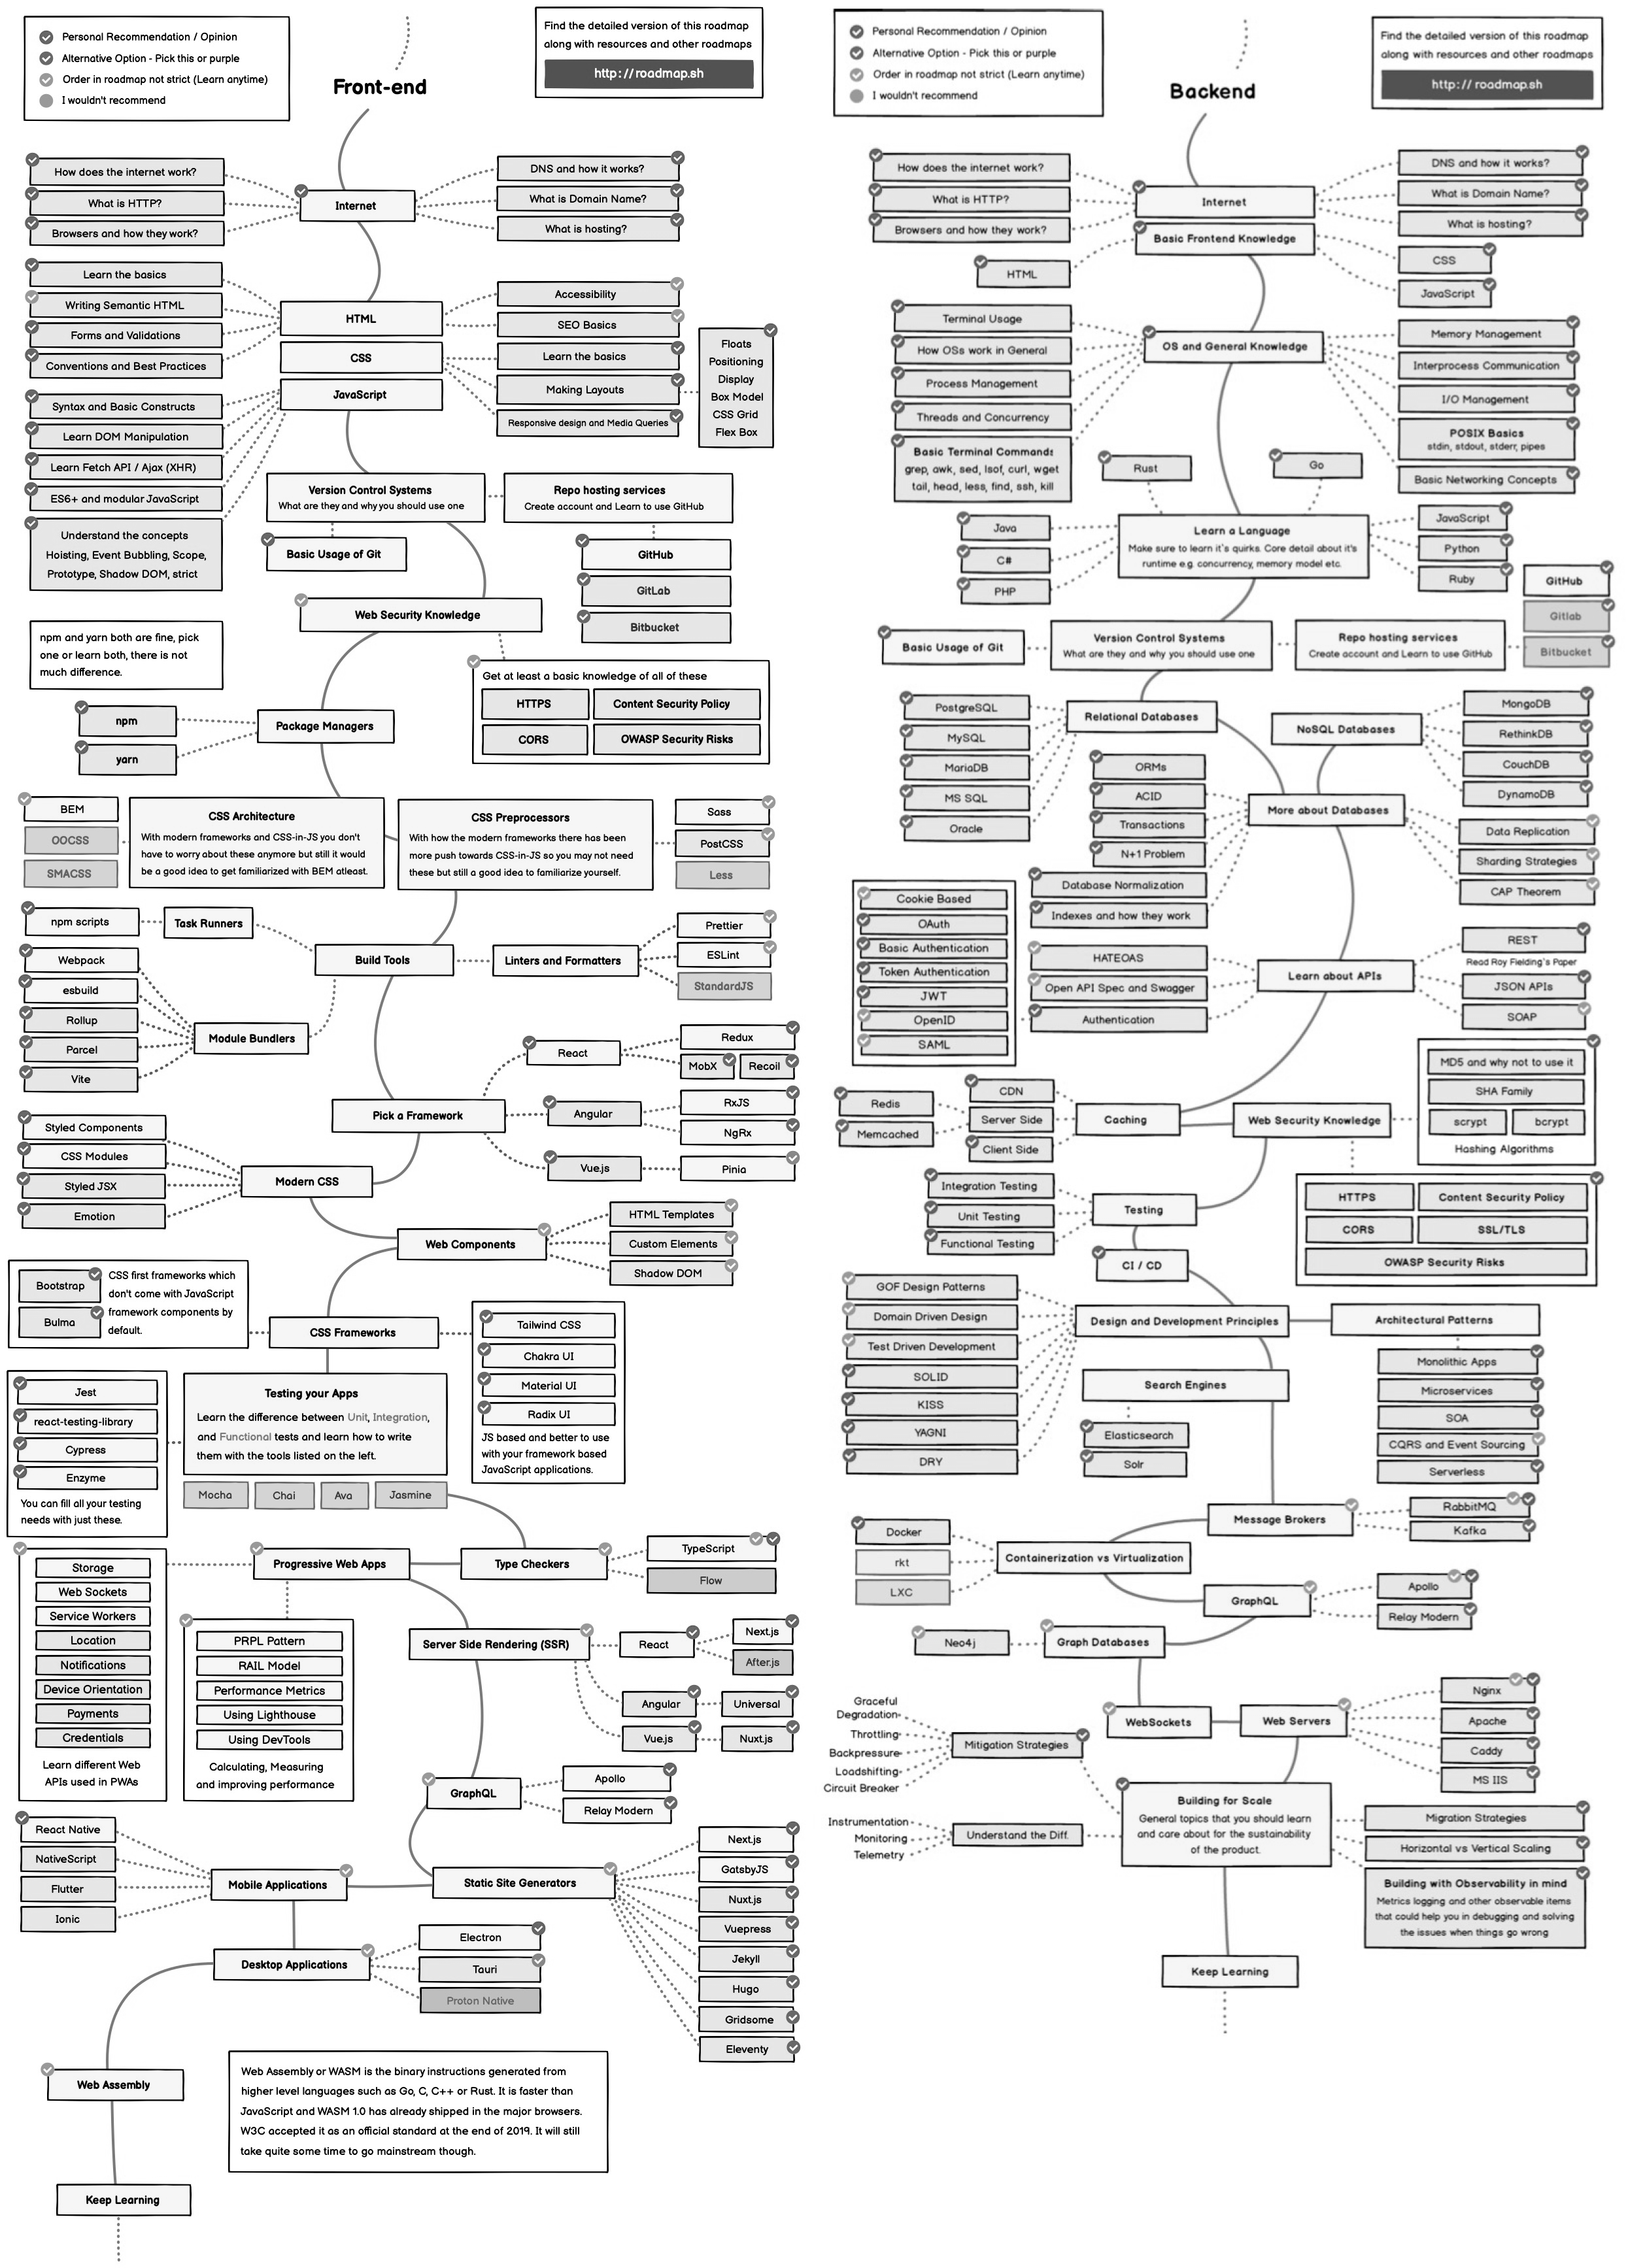 Personal Recommendation / Opinion
Alternative Option - Pick this or purple
Order in roadmap not strict (Learn anytime)
I wouldn't recommend
Front-end
Find the detailed version of this roadmap
along with resources and other roadmaps
http://roadmap.sh
How does the internet work?
What is HTTP?
Browsers and how they work?
Internet
DNS and how it works?
What is Domain Name?
What is hosting?
Learn the basics
Writing Semantic HTML
Forms and Validations
Conventions and Best Practices
HTML
CSS
JavaScript
Accessibility
SEO Basics
Learn the basics
Making Layouts
Responsive design and Media Queries
Floats
Positioning
Display
Box Model
CSS Grid
Flex Box
Syntax and Basic Constructs
Learn DOM Manipulation
Learn Fetch API / Ajax (XHR)
ES6+ and modular JavaScript
Understand the concepts
Hoisting, Event Bubbling, Scope,
Prototype, Shadow DOM, strict
Version Control Systems
What are they and why you should use one
Basic Usage of Git
Repo hosting services
Create account and Learn to use GitHub
GitHub
GitLab
Bitbucket
Web Security Knowledge
Get at least a basic knowledge of all of these
HTTPS
Content Security Policy
CORS
OWASP Security Risks
npm and yarn both are fine, pick
one or learn both, there is not
much difference.
npm
yarn
Package Managers
BEM
OOCSS
SMACSS
CSS Architecture
With modern frameworks and CSS-in-JS you don't
have to worry about these anymore but still it would
be a good idea to get familiarized with BEM atleast.
CSS Preprocessors
With how the modern frameworks there has been
more push towards CSS-in-JS so you may not need
these but still a good idea to familiarize yourself.
Sass
PostCSS
Less
npm scripts
Task Runners
Build Tools
Linters and Formatters
Prettier
ESLint
StandardJS
Webpack
esbuild
Rollup
Parcel
Vite
Module Bundlers
Pick a Framework
React
Redux
MobX
Recoil
Angular
RxJS
NgRx
Vue.js
Pinia
Styled Components
CSS Modules
Styled JSX
Emotion
Modern CSS
Web Components
HTML Templates
Custom Elements
Shadow DOM
Bootstrap
Bulma
CSS first frameworks which
don't come with JavaScript
framework components by
default.
CSS Frameworks
Tailwind CSS
Chakra UI
Material UI
Radix UI
JS based and better to use
with your framework based
JavaScript applications.
Jest
react-testing-library
Cypress
Enzyme
You can fill all your testing
needs with just these.
Testing your Apps
Learn the difference between Unit, Integration,
and Functional tests and learn how to write
them with the tools listed on the left.
Mocha
Chai
Ava
Jasmine
Progressive Web Apps
Type Checkers
TypeScript
Flow
Storage
Web Sockets
Service Workers
Location
Notifications
Device Orientation
Payments
Credentials
Learn different Web
APIs used in PWAs
PRPL Pattern
RAIL Model
Performance Metrics
Using Lighthouse
Using DevTools
Calculating, Measuring
and improving performance
Server Side Rendering (SSR)
React
Next.js
After.js
Angular
Universal
Vue.js
Nuxt.js
GraphQL
Apollo
Relay Modern
React Native
NativeScript
Flutter
Ionic
Mobile Applications
Static Site Generators
Next.js
GatsbyJS
Nuxt.js
Vuepress
Jekyll
Hugo
Gridsome
Eleventy
Desktop Applications
Electron
Tauri
Proton Native
Web Assembly
Web Assembly or WASM is the binary instructions generated from
higher level languages such as Go, C, C++ or Rust. It is faster than
JavaScript and WASM 1.0 has already shipped in the major browsers.
W3C accepted it as an official standard at the end of 2019. It will still
take quite some time to go mainstream though.
Keep Learning
Personal Recommendation / Opinion
Alternative Option - Pick this or purple
Order in roadmap not strict (Learn anytime)
I wouldn't recommend
Backend
Find the detailed version of this roadmap
along with resources and other roadmaps
http:// roadmap.sh
How does the internet work?
What is HTTP?
Browsers and how they work?
Internet
DNS and how it works?
What is Domain Name?
What is hosting?
Basic Frontend Knowledge
HTML
CSS
JavaScript
Terminal Usage
How OSs work in General
Process Management
Threads and Concurrency
Basic Terminal Commands
grep, awk, sed, lsof, curl, wget
tail, head, less, find, ssh, kill
OS and General Knowledge
Memory Management
Interprocess Communication
I/O Management
POSIX Basics
stdin, stdout, stderr, pipes
Basic Networking Concepts
Rust
Go
Java
C#
PHP
Learn a Language
Make sure to learn it's quirks. Core detail about it's
runtime e.g. concurrency, memory model etc.
JavaScript
Python
Ruby
Basic Usage of Git
Version Control Systems
What are they and why you should use one
Repo hosting services
Create account and Learn to use GitHub
GitHub
Gitlab
Bitbucket
PostgreSQL
MySQL
MariaDB
MS SQL
Oracle
Relational Databases
NoSQL Databases
MongoDB
RethinkDB
CouchDB
DynamoDB
ORMs
ACID
Transactions
N+1 Problem
Database Normalization
Indexes and how they work
More about Databases
Data Replication
Sharding Strategies
CAP Theorem
Cookie Based
OAuth
Basic Authentication
Token Authentication
JWT
OpenID
SAML
HATEOAS
Open API Spec and Swagger
Authentication
Learn about APIs
REST
Read Roy Fielding's Paper
JSON APIs
SOAP
Redis
Memcached
CDN
Server Side
Client Side
Caching
Web Security Knowledge
MD5 and why not to use it
SHA Family
scrypt
bcrypt
Hashing Algorithms
HTTPS
Content Security Policy
CORS
SSL/TLS
OWASP Security Risks
Integration Testing
Unit Testing
Functional Testing
Testing
CI / CD
GOF Design Patterns
Domain Driven Design
Test Driven Development
SOLID
KISS
YAGNI
DRY
Design and Development Principles
Architectural Patterns
Monolithic Apps
Microservices
SOA
CQRS and Event Sourcing
Serverless
Search Engines
Elasticsearch
Solr
Message Brokers
RabbitMQ
Kafka
Docker
rkt
LXC
Containerization vs Virtualization
GraphQL
Apollo
Relay Modern
Neo4j
Graph Databases
WebSockets
Web Servers
Nginx
Apache
Caddy
MS IIS
Graceful
Degradation
Throttling
Backpressure
Loadshifting
Circuit Breaker
Mitigation Strategies
Instrumentation
Monitoring
Telemetry
Understand the Diff.
Building for Scale
General topics that you should learn
and care about for the sustainability
of the product.
Migration Strategies
Horizontal vs Vertical Scaling
Building with Observability in mind
Metrics logging and other observable items
that could help you in debugging and solving
the issues when things go wrong
Keep Learning